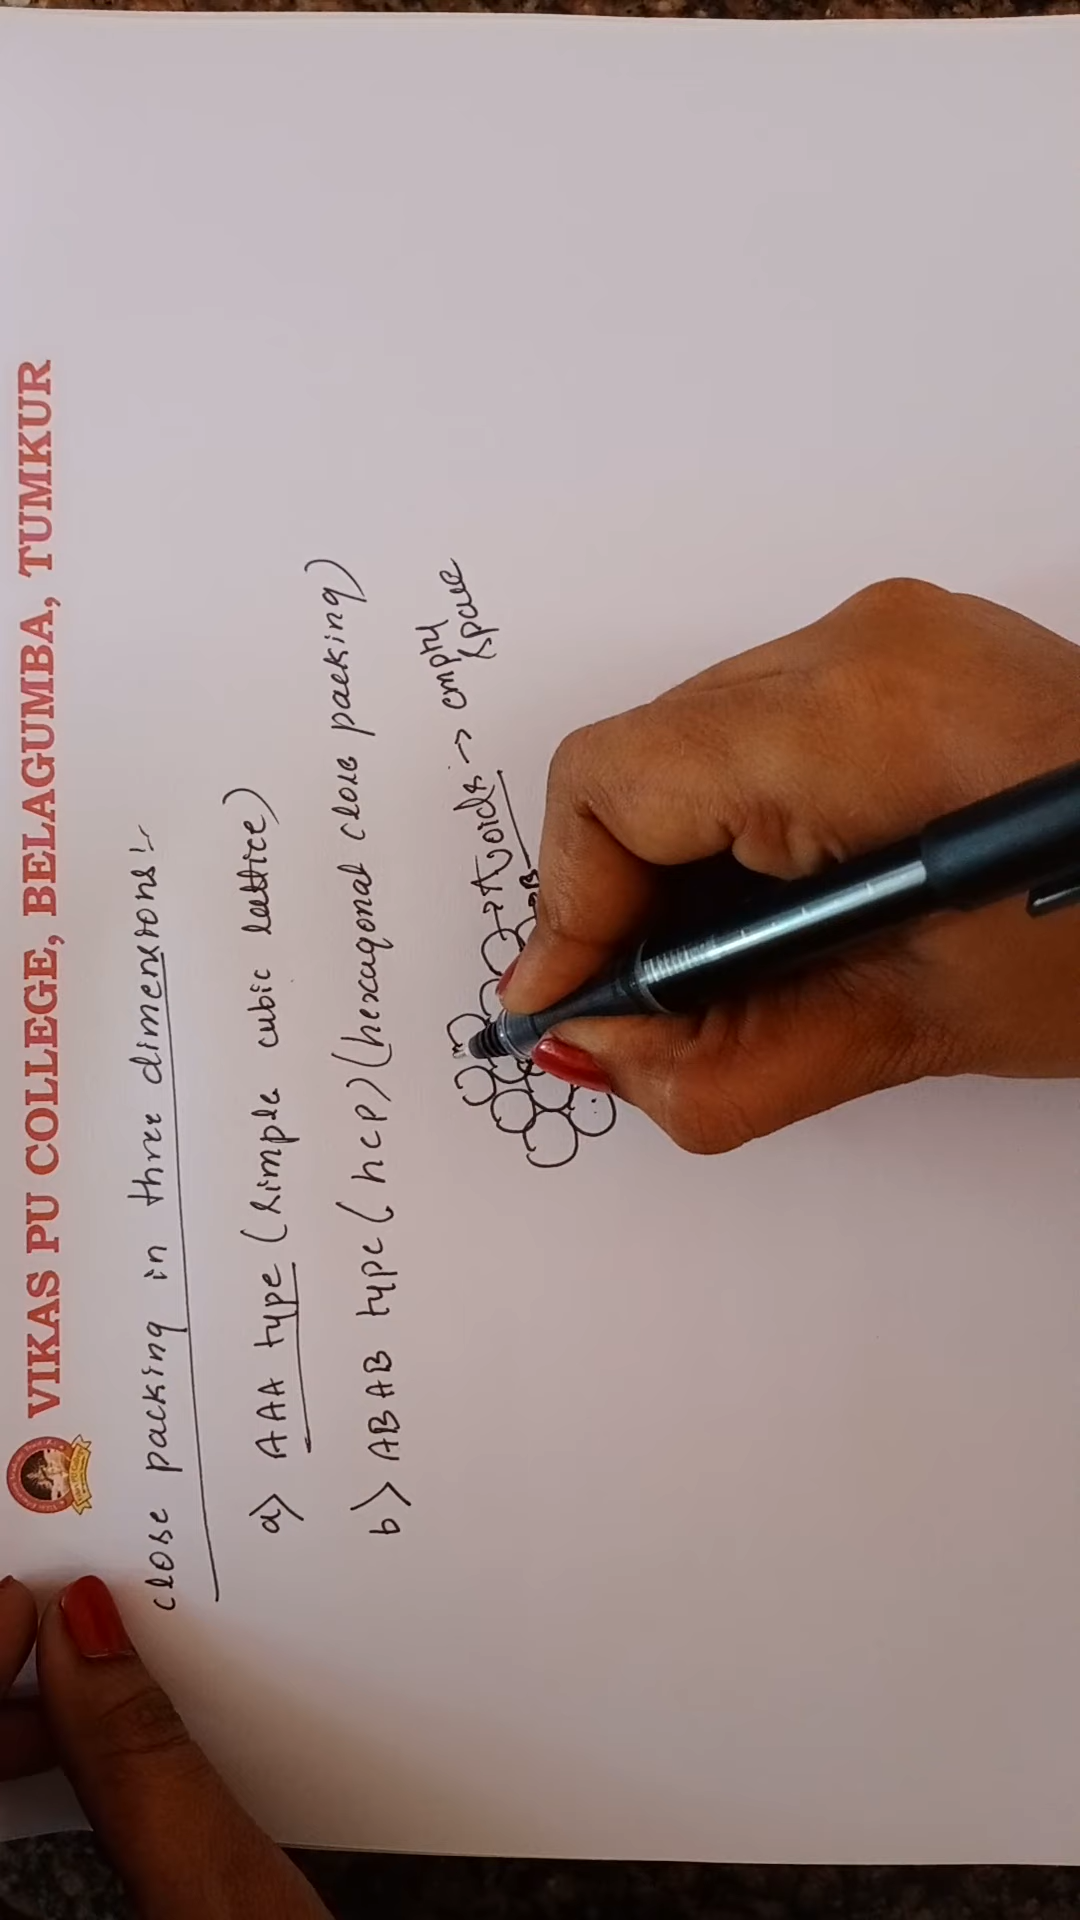 VIKAS PU COLLEGE, BELAGUMBA, TUMKUR
close packing in three dimensions:-
a) AAA type (simple cubic lattice)
b) ABAB type (hcp) (hexagonal close packing)
voids → empty space
B